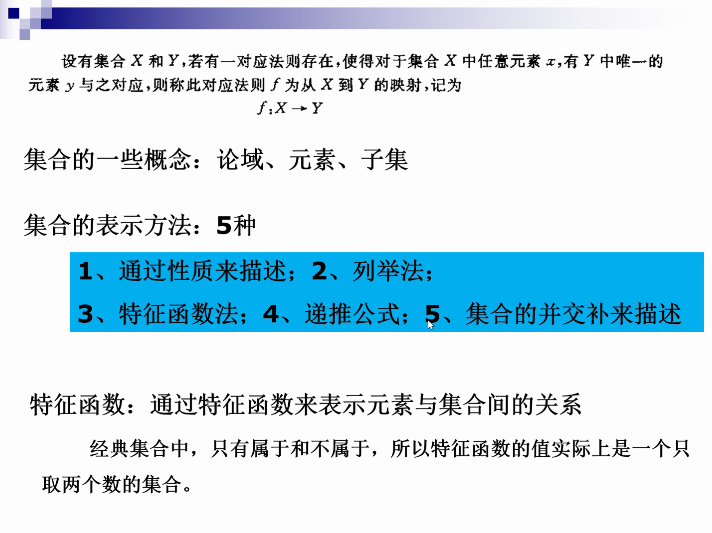 设有集合 X 和 Y,若有一对应法则存在,使得对于集合 X 中任意元素 x,有 Y 中唯一的
元素 y 与之对应,则称此对应法则 f 为从 X 到 Y 的映射,记为
f:X → Y
集合的一些概念：论域、元素、子集
集合的表示方法：5种
1、通过性质来描述；2、列举法；
3、特征函数法；4、递推公式；5、集合的并交补来描述
特征函数：通过特征函数来表示元素与集合间的关系
经典集合中，只有属于和不属于，所以特征函数的值实际上是一个只
取两个数的集合。